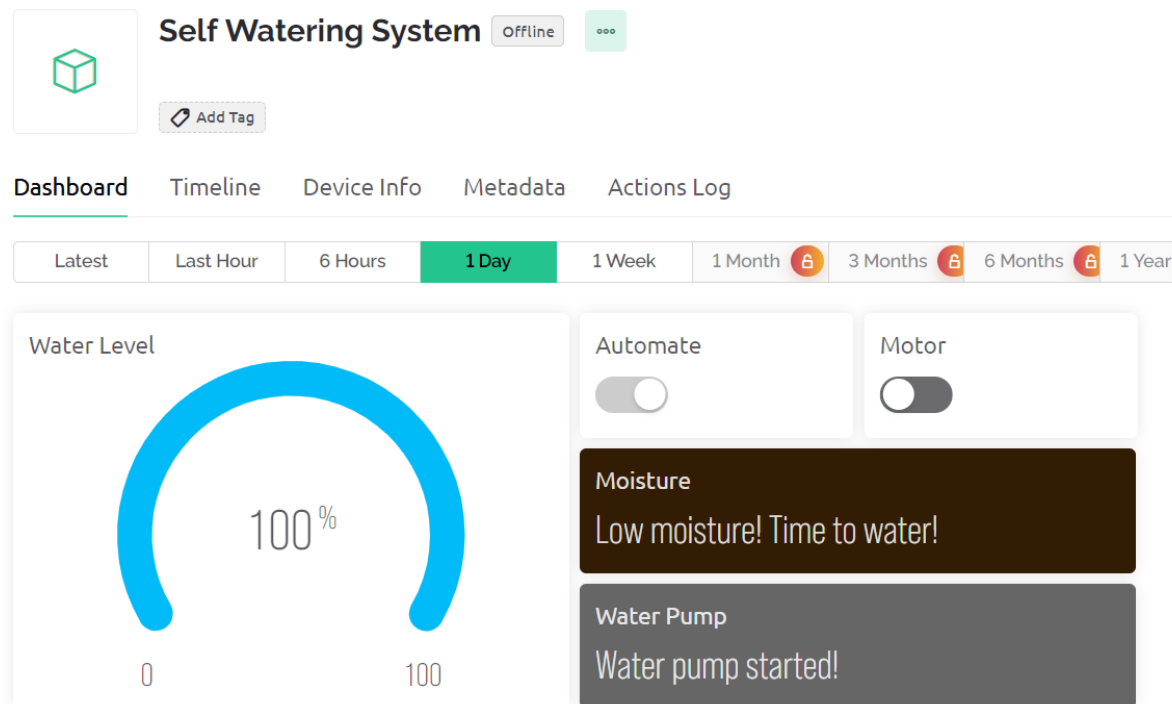 Self Watering System Offline
Add Tag
Dashboard Timeline Device Info Metadata Actions Log
Latest Last Hour 6 Hours 1 Day 1 Week 1 Month 3 Months 6 Months 1 Year
Water Level
100%
0 100
Automate
Motor
Moisture
Low moisture! Time to water!
Water Pump
Water pump started!